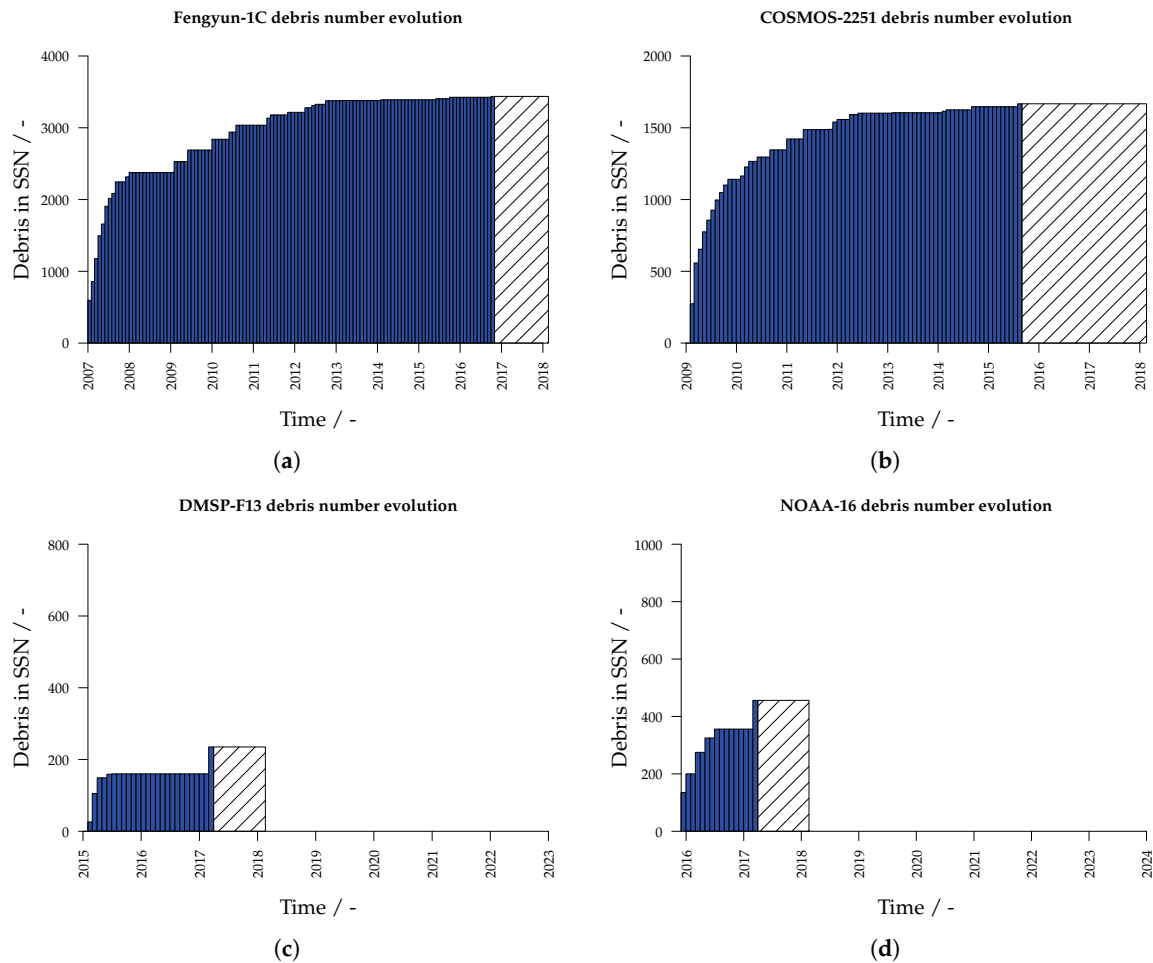 Fengyun-1C debris number evolution
Debris in SSN / -
4000
3000
2000
1000
0
2007 2008 2009 2010 2011 2012 2013 2014 2015 2016 2017 2018
Time / -
(a)
COSMOS-2251 debris number evolution
Debris in SSN / -
2000
1500
1000
500
0
2009 2010 2011 2012 2013 2014 2015 2016 2017 2018
Time / -
(b)
DMSP-F13 debris number evolution
Debris in SSN / -
800
600
400
200
0
2015 2016 2017 2018 2019 2020 2021 2022 2023
Time / -
(c)
NOAA-16 debris number evolution
Debris in SSN / -
1000
800
600
400
200
0
2016 2017 2018 2019 2020 2021 2022 2023 2024
Time / -
(d)